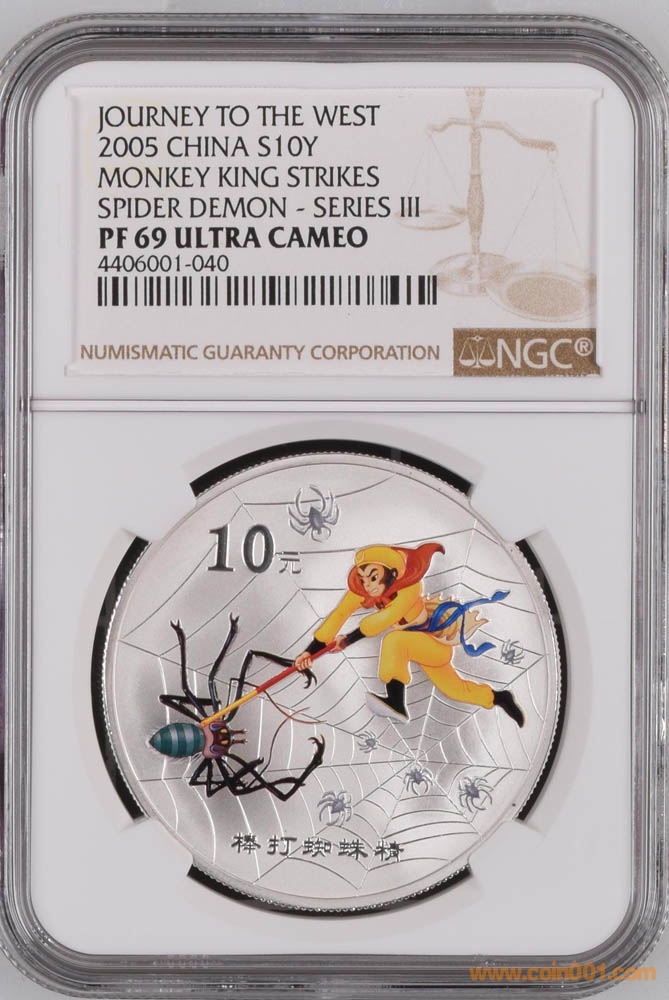 JOURNEY TO THE WEST
2005 CHINA S10Y
MONKEY KING STRIKES
SPIDER DEMON - SERIES III
PF 69 ULTRA CAMEO
4406001-040
NUMISMATIC GUARANTY CORPORATION
NGC®
10元
棒打蜘蛛精
www.coin001.com